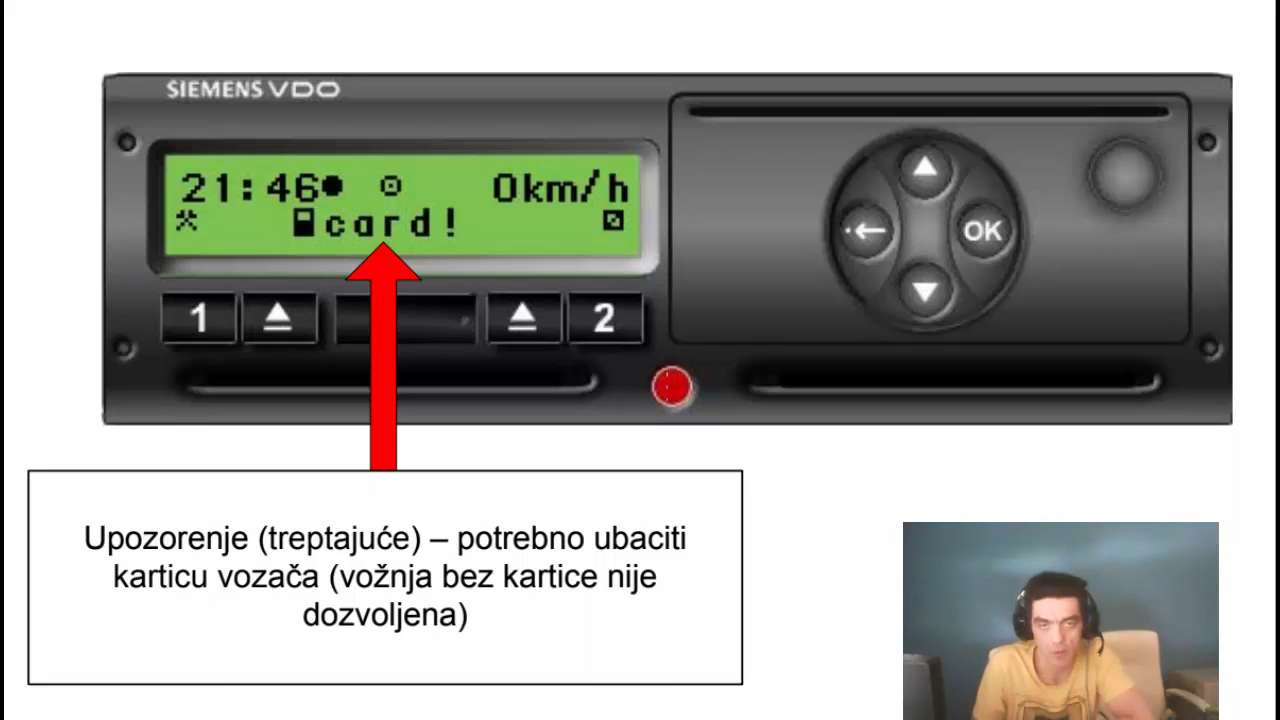 SIEMENS VDO
21:46 0km/h
card!
OK
1 2
Upozorenje (treptajuće) – potrebno ubaciti
karticu vozača (vožnja bez kartice nije
dozvoljena)